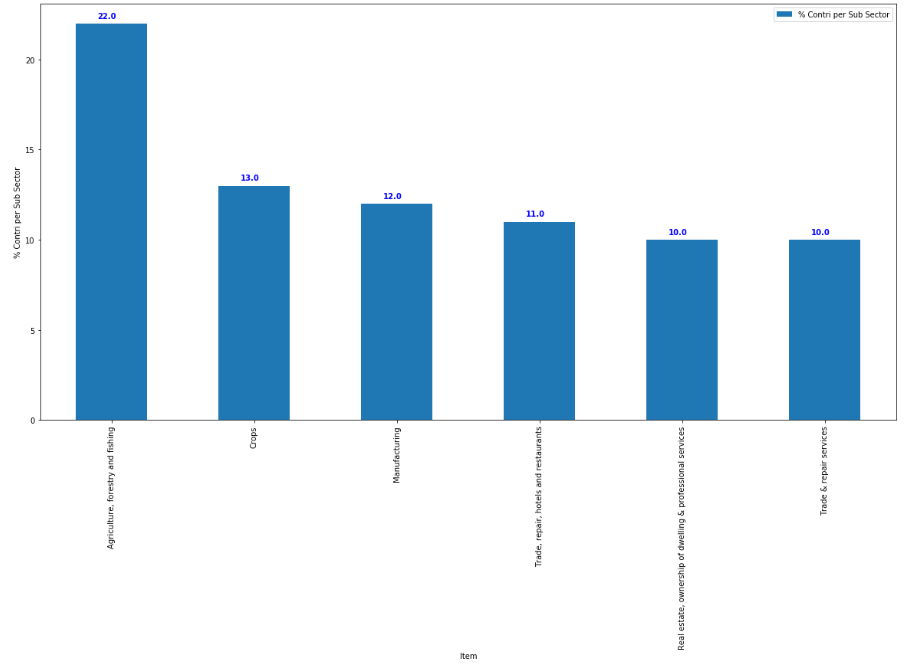 % Contri per Sub Sector
22.0
13.0
12.0
11.0
10.0
10.0
% Contri per Sub Sector
20
15
10
5
0
Agriculture, forestry and fishing
Crops
Manufacturing
Trade, repair, hotels and restaurants
Real estate, ownership of dwelling & professional services
Trade & repair services
Item